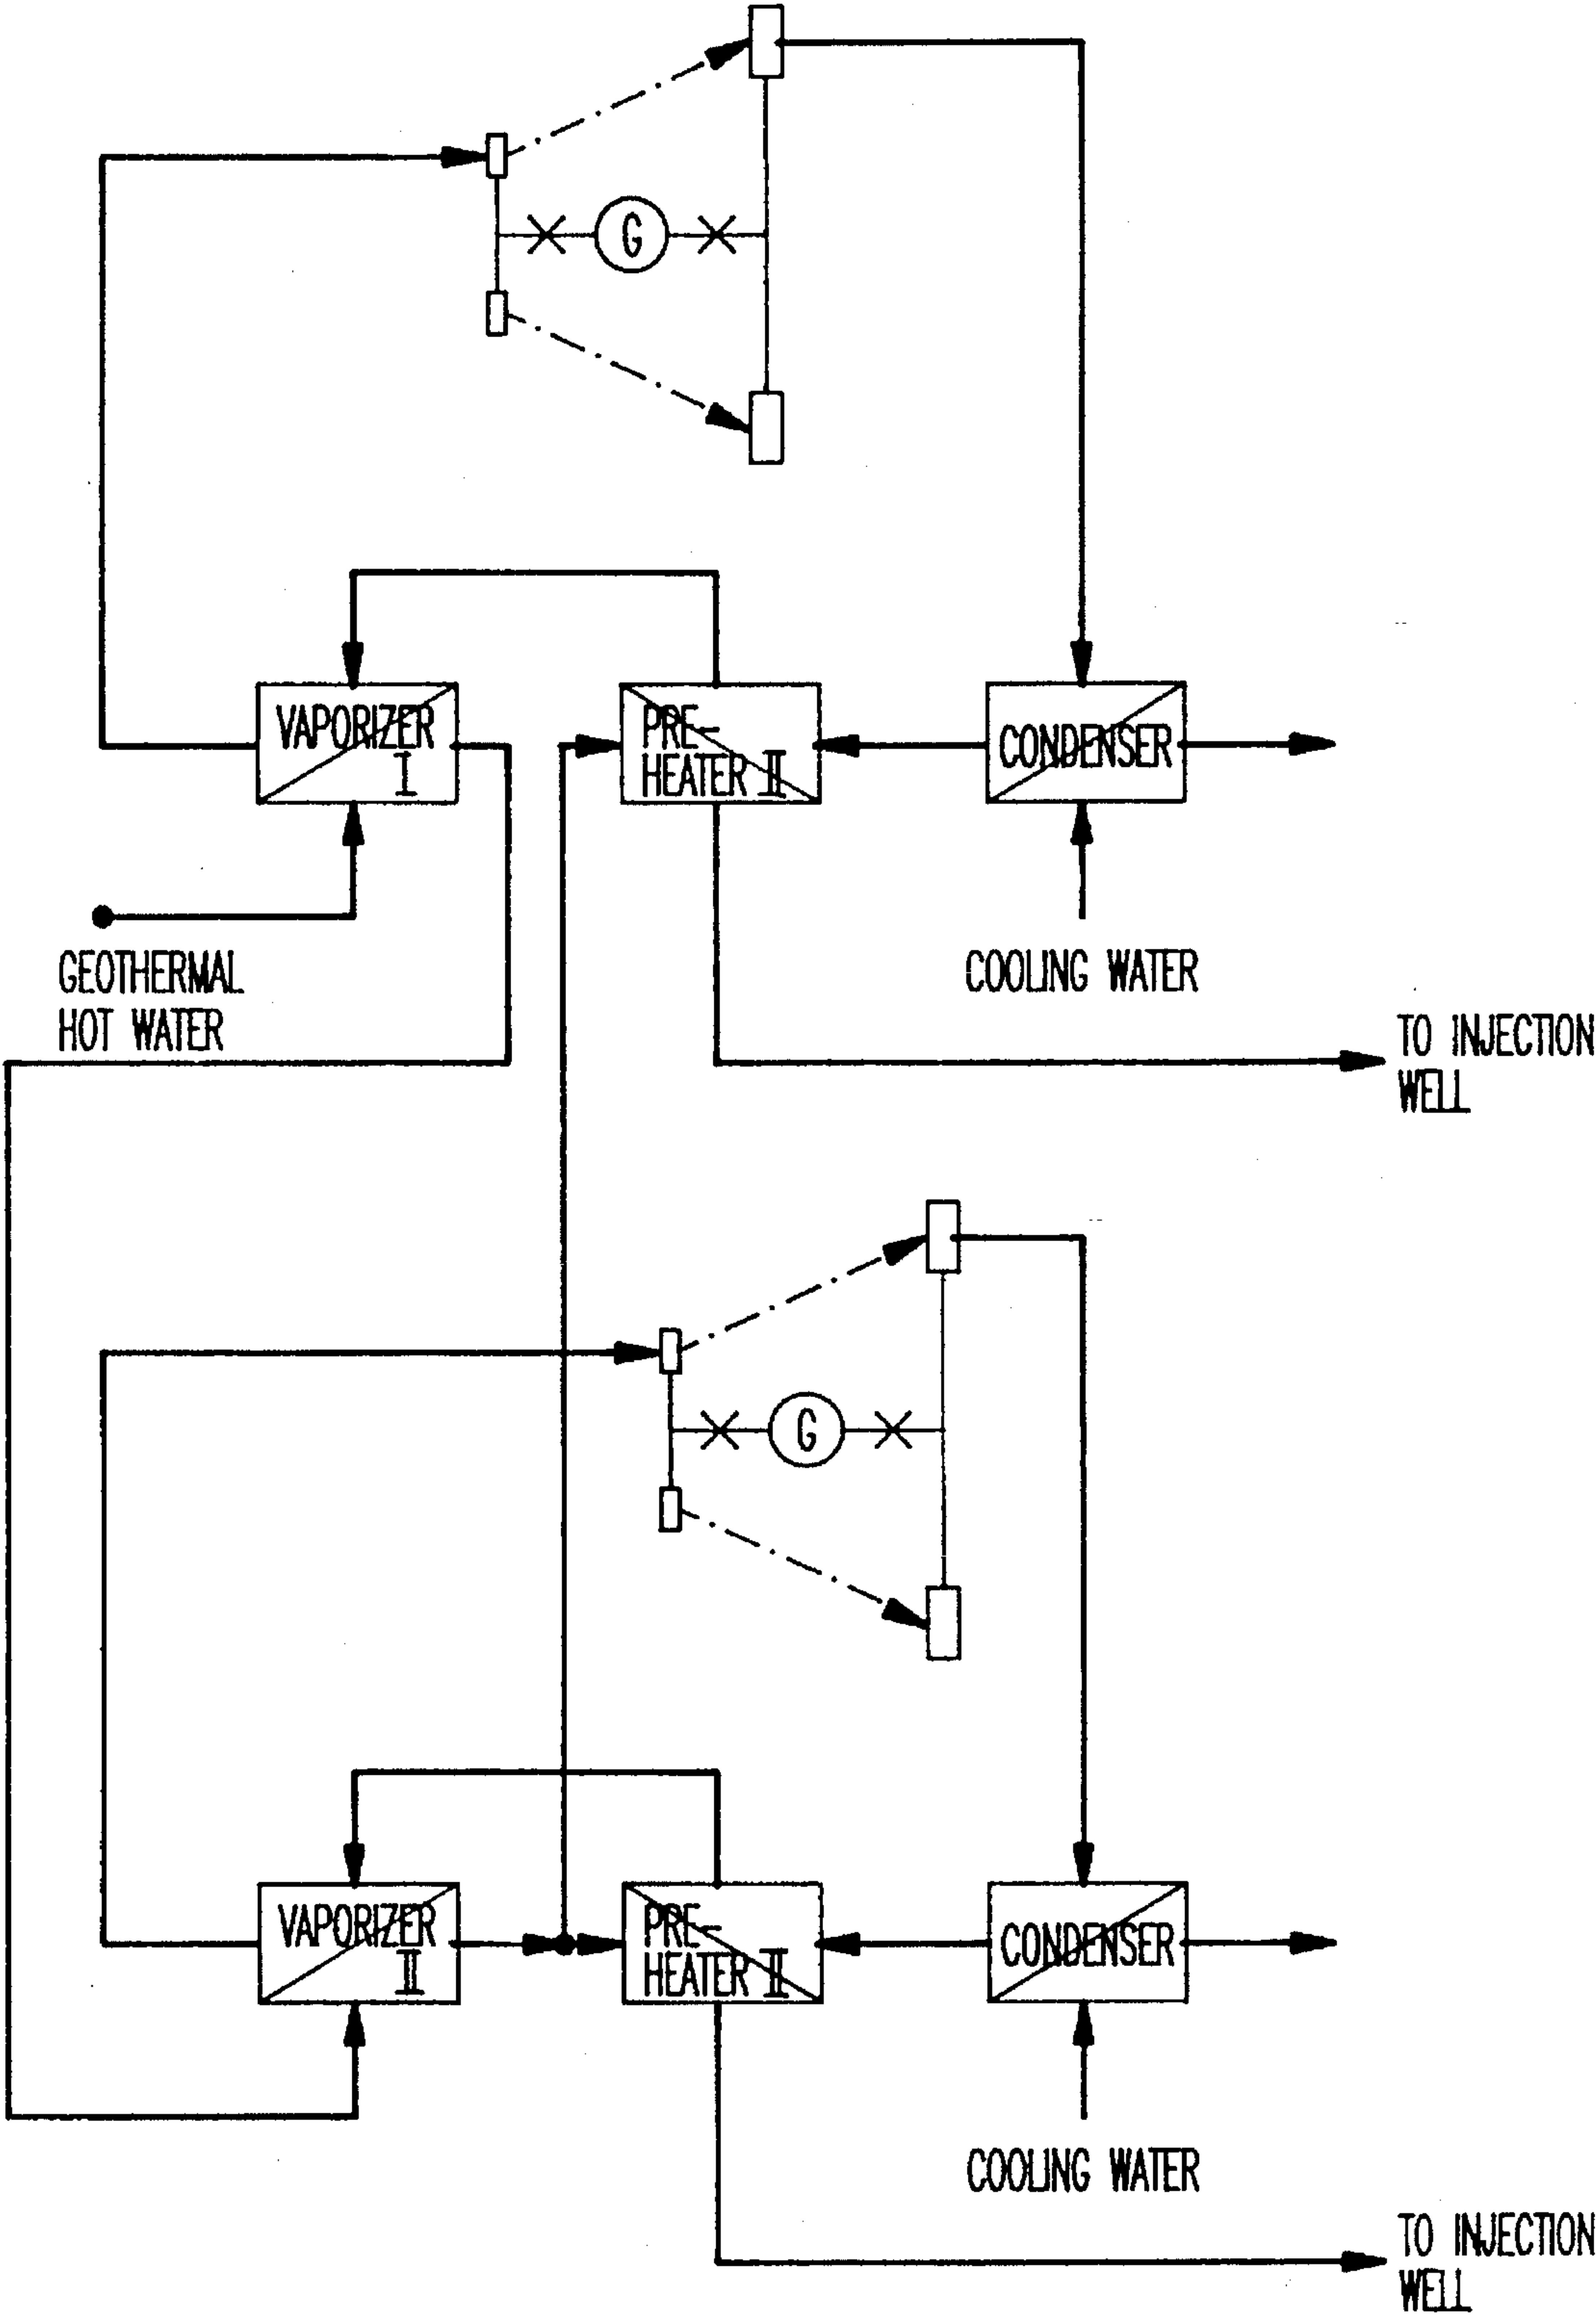 G
VAPORIZER
I
PRE-
HEATER II
CONDENSER
GEOTHERMAL
HOT WATER
COOLING WATER
TO INJECTION
WELL
G
VAPORIZER
II
PRE-
HEATER II
CONDENSER
COOLING WATER
TO INJECTION
WELL